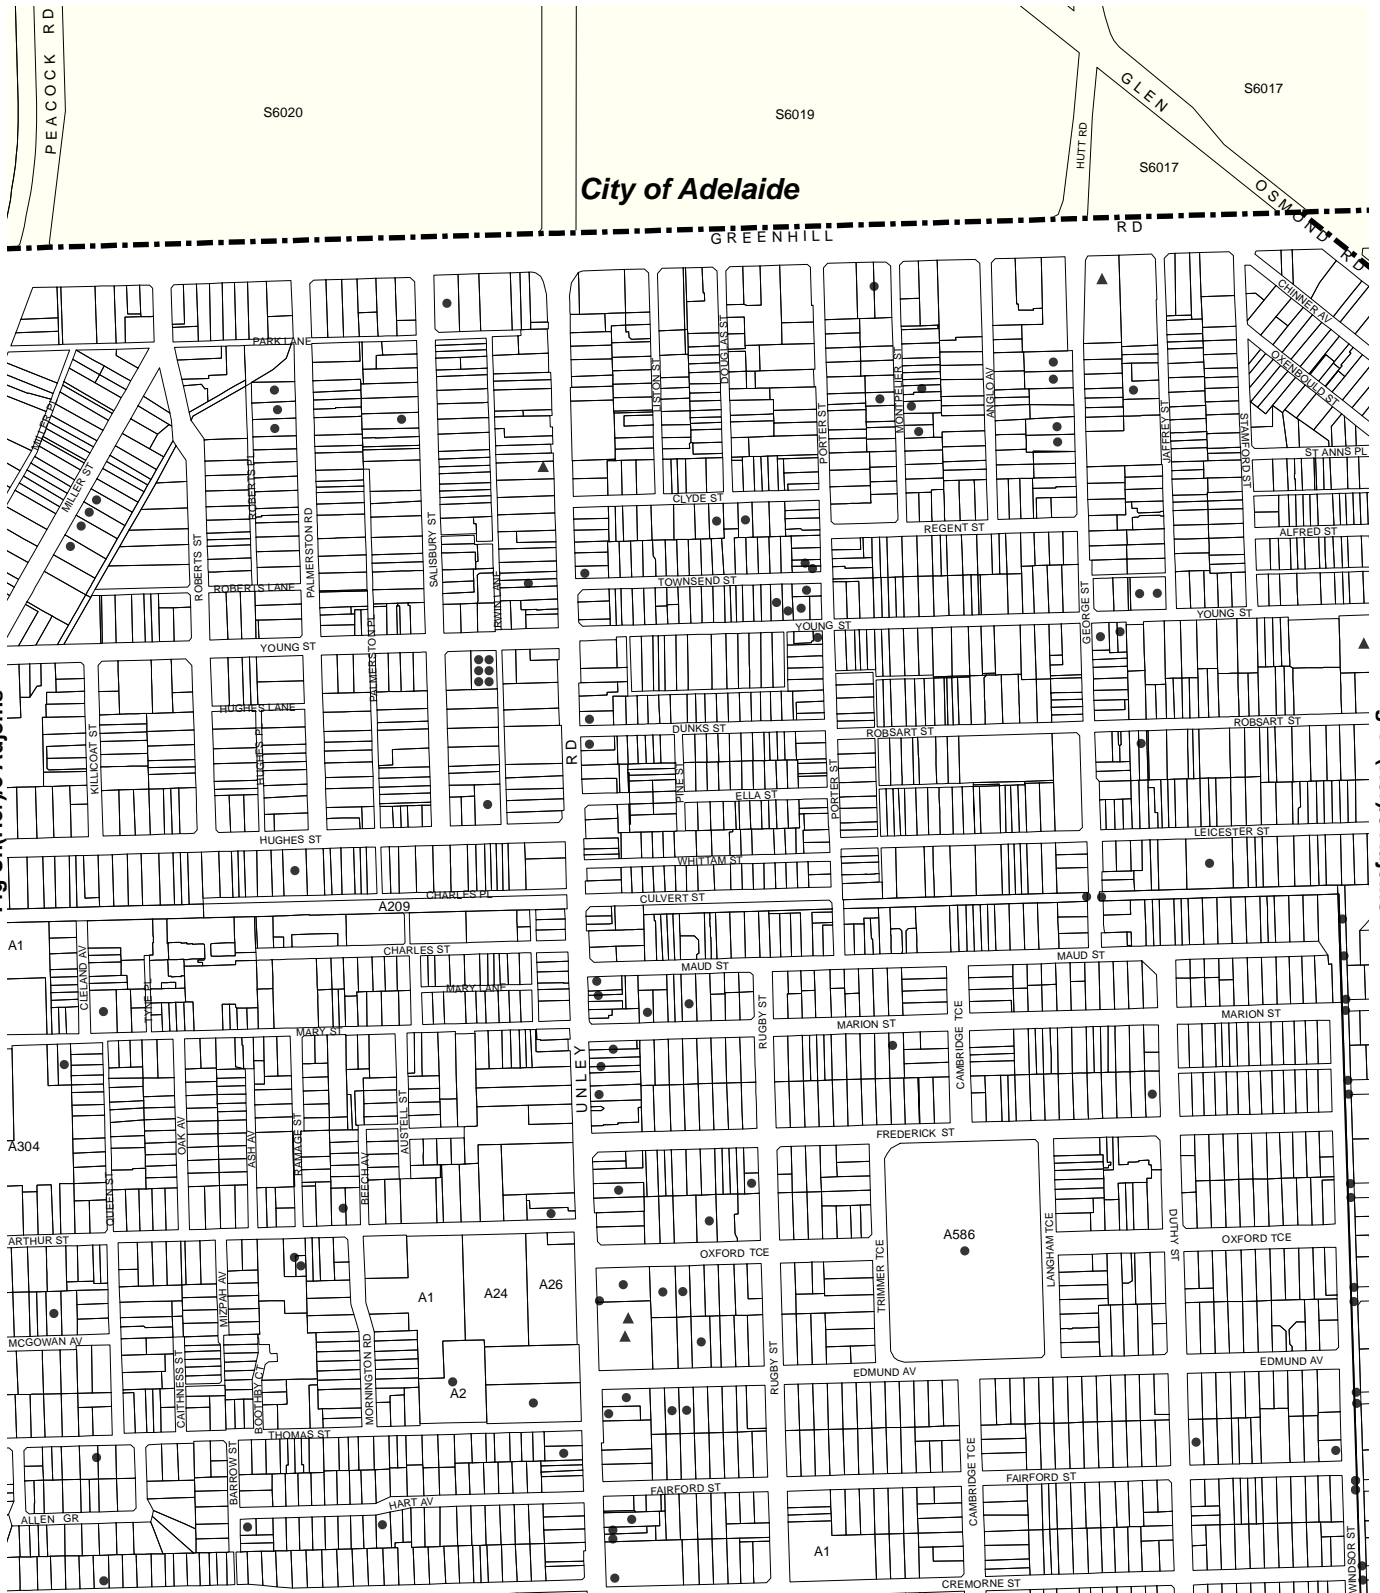 PEACOCK RD
S6020
S6019
GLEN
S6017
HUTT RD
S6017
City of Adelaide
OSMOND RD
GREENHILL
RD
CHINNER AV
PARK LANE
DOUGLAS ST
OXENBOULD ST
LISTON ST
MONTPELIER ST
ANGLO AV
MILLER PL
PORTER ST
JAFFREY ST
STAMFORD ST
ST ANNS PL
MILLER ST
ROBERTS PL
CLYDE ST
REGENT ST
ALFRED ST
PALMERSTON RD
SALISBURY ST
ROBERTS ST
ROBERTS LANE
IRWIN LANE
TOWNSEND ST
GEORGE ST
YOUNG ST
YOUNG ST
YOUNG ST
PALMERSTON PL
HUGHES LANE
KILLICOAT ST
HUGHES PL
RD
DUNKS ST
ROBSART ST
ROBSART ST
PINE ST
ELLA ST
PORTER ST
HUGHES ST
LEICESTER ST
WHITTAM ST
CHARLES PL
CULVERT ST
A209
A1
CHARLES ST
CLELAND AV
TYNE PL
MAUD ST
MAUD ST
MARY LANE
MARY ST
RUGBY ST
MARION ST
CAMBRIDGE TCE
MARION ST
UNLEY
A304
OAK AV
ASH AV
RAMAGE ST
AUSTELL ST
BEECH AV
QUEEN ST
FREDERICK ST
ARTHUR ST
A586
LANGHAM TCE
DUTHY ST
OXFORD TCE
OXFORD TCE
TRIMMER TCE
MIZPAH AV
A1
A24
A26
MCGOWAN AV
CAITHNESS ST
BOOTHBY CT
MORNINGTON RD
A2
RUGBY ST
EDMUND AV
EDMUND AV
THOMAS ST
BARROW ST
CAMBRIDGE TCE
FAIRFORD ST
FAIRFORD ST
HART AV
ALLEN GR
A1
WINDSOR ST
CREMORNE ST